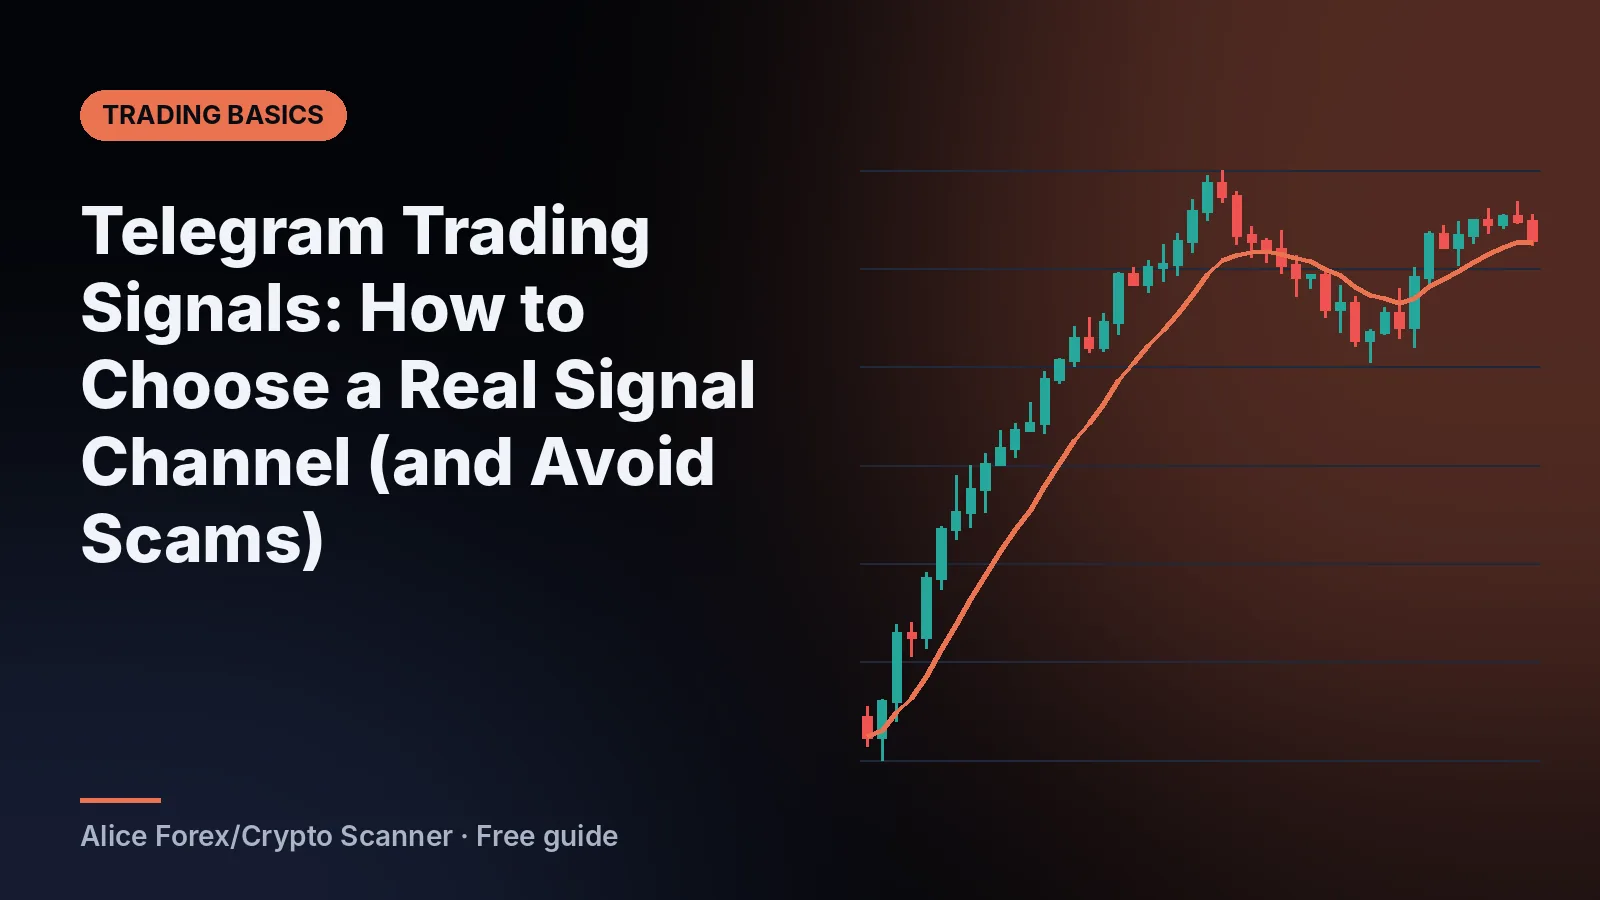 TRADING BASICS
Telegram Trading
Signals: How to
Choose a Real Signal
Channel (and Avoid
Scams)
Alice Forex/Crypto Scanner · Free guide